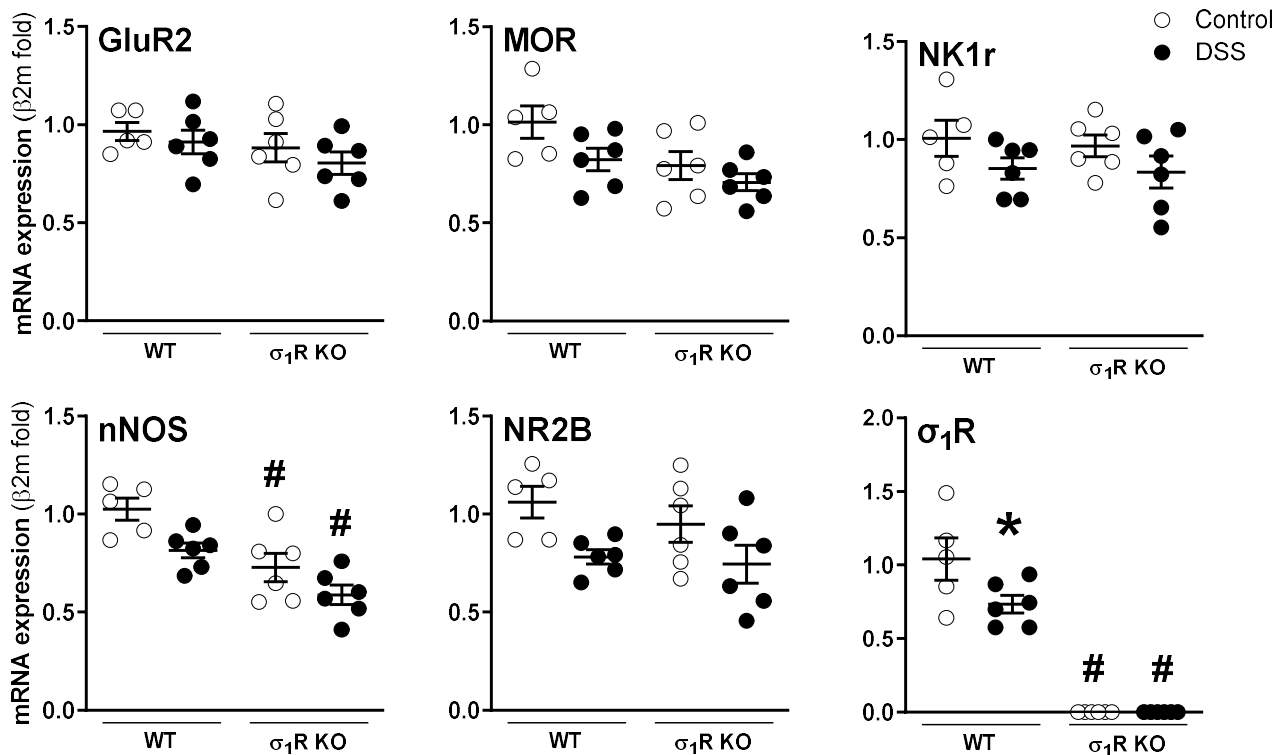 Control
DSS
GluR2
mRNA expression (β2m fold)
1.5
1.0
0.5
0.0
WT
σ₁R KO
MOR
1.5
1.0
0.5
0.0
WT
σ₁R KO
NK1r
1.5
1.0
0.5
0.0
WT
σ₁R KO
nNOS
mRNA expression (β2m fold)
1.5
1.0
0.5
0.0
#
#
WT
σ₁R KO
NR2B
1.5
1.0
0.5
0.0
WT
σ₁R KO
σ₁R
2.0
1.5
1.0
0.5
0.0
*
#
#
WT
σ₁R KO